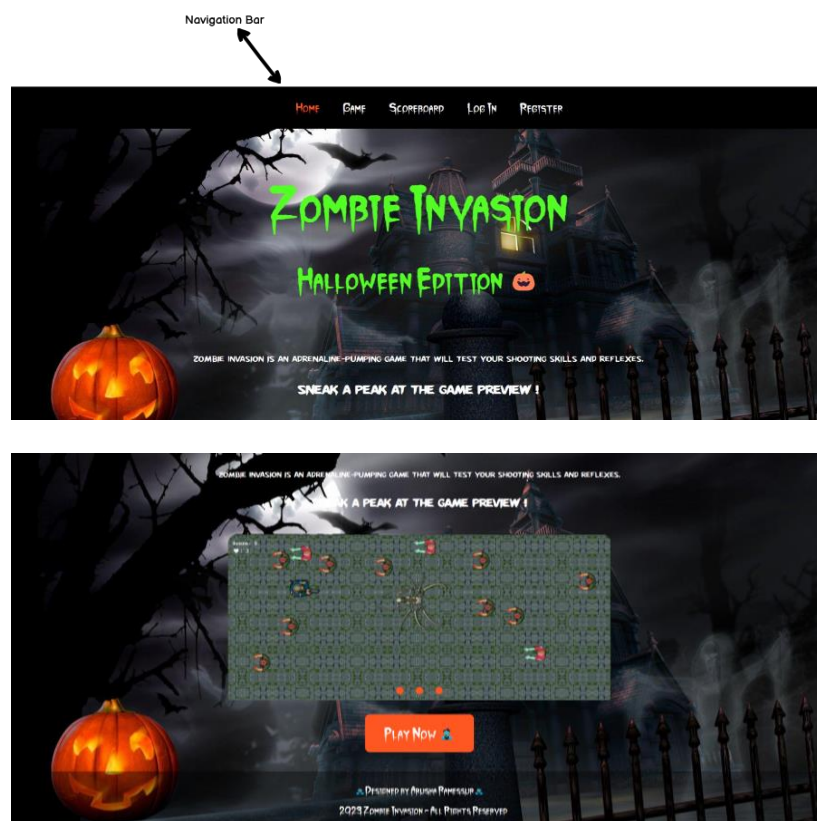 Navigation Bar
Home Game Scoreboard Log In Register
Zombie Invasion
Halloween Edition 🎃
ZOMBIE INVASION IS AN ADRENALINE-PUMPING GAME THAT WILL TEST YOUR SHOOTING SKILLS AND REFLEXES.
SNEAK A PEAK AT THE GAME PREVIEW !
ZOMBIE INVASION IS AN ADRENALINE-PUMPING GAME THAT WILL TEST YOUR SHOOTING SKILLS AND REFLEXES.
A PEAK AT THE GAME PREVIEW !
Play Now
Designed by
2023 Zombie Invasion - All Rights Reserved